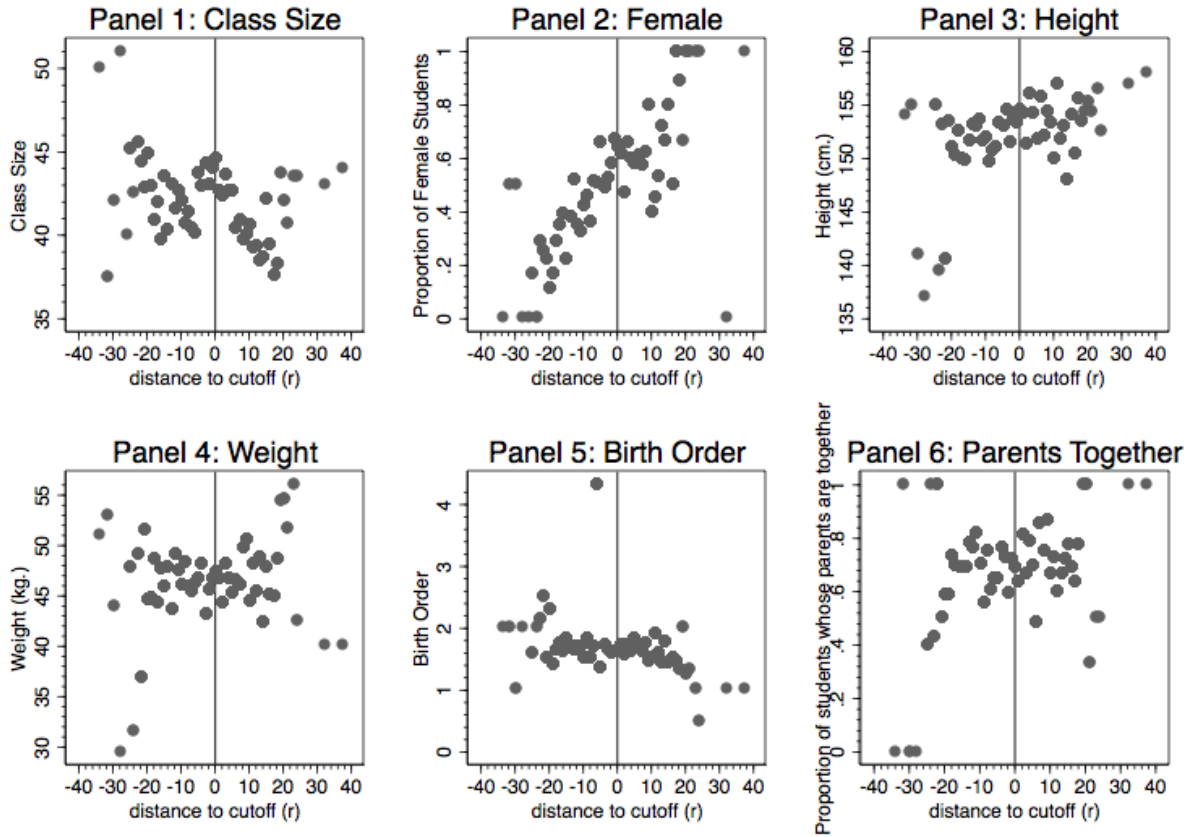 Panel 1: Class Size
Class Size
50
45
40
35
-40 -30 -20 -10 0 10 20 30 40
distance to cutoff (r)
Panel 2: Female
Proportion of Female Students
1
.8
.6
.4
.2
0
-40 -30 -20 -10 0 10 20 30 40
distance to cutoff (r)
Panel 3: Height
Height (cm.)
160
155
150
145
140
135
-40 -30 -20 -10 0 10 20 30 40
distance to cutoff (r)
Panel 4: Weight
Weight (kg.)
55
50
45
40
35
30
-40 -30 -20 -10 0 10 20 30 40
distance to cutoff (r)
Panel 5: Birth Order
Birth Order
4
3
2
1
0
-40 -30 -20 -10 0 10 20 30 40
distance to cutoff (r)
Panel 6: Parents Together
Proportion of students whose parents are together
1
.8
.6
.4
.2
0
-40 -30 -20 -10 0 10 20 30 40
distance to cutoff (r)